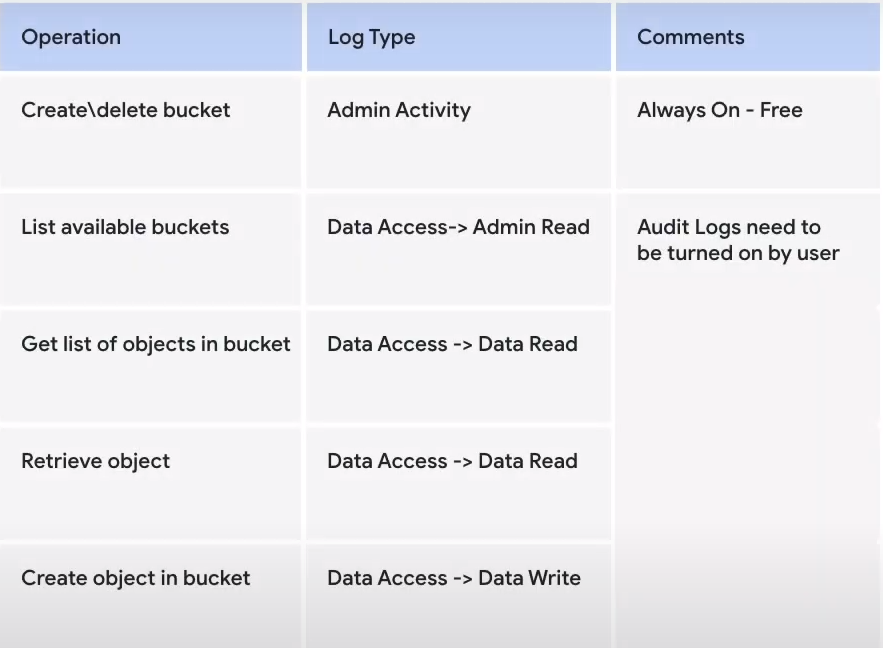 Operation
Log Type
Comments
Create\delete bucket
Admin Activity
Always On - Free
List available buckets
Data Access-> Admin Read
Audit Logs need to
be turned on by user
Get list of objects in bucket
Data Access -> Data Read
Retrieve object
Data Access -> Data Read
Create object in bucket
Data Access -> Data Write